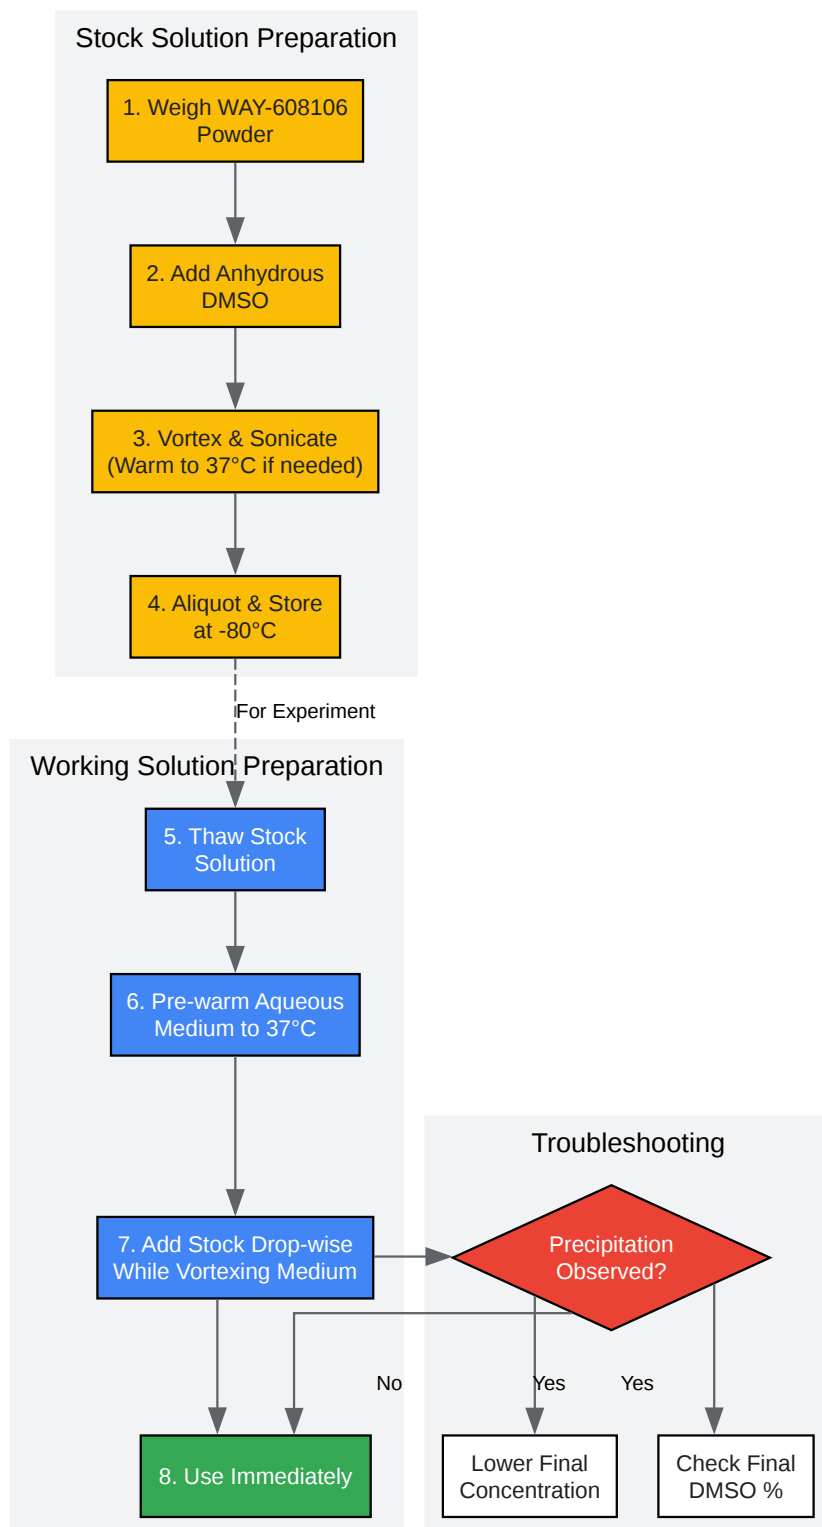 Stock Solution Preparation
1. Weigh WAY-608106
Powder
2. Add Anhydrous
DMSO
3. Vortex & Sonicate
(Warm to 37°C if needed)
4. Aliquot & Store
at -80°C
For Experiment
Working Solution Preparation
5. Thaw Stock
Solution
6. Pre-warm Aqueous
Medium to 37°C
7. Add Stock Drop-wise
While Vortexing Medium
Troubleshooting
Precipitation
Observed?
No
Yes
Yes
8. Use Immediately
Lower Final
Concentration
Check Final
DMSO %